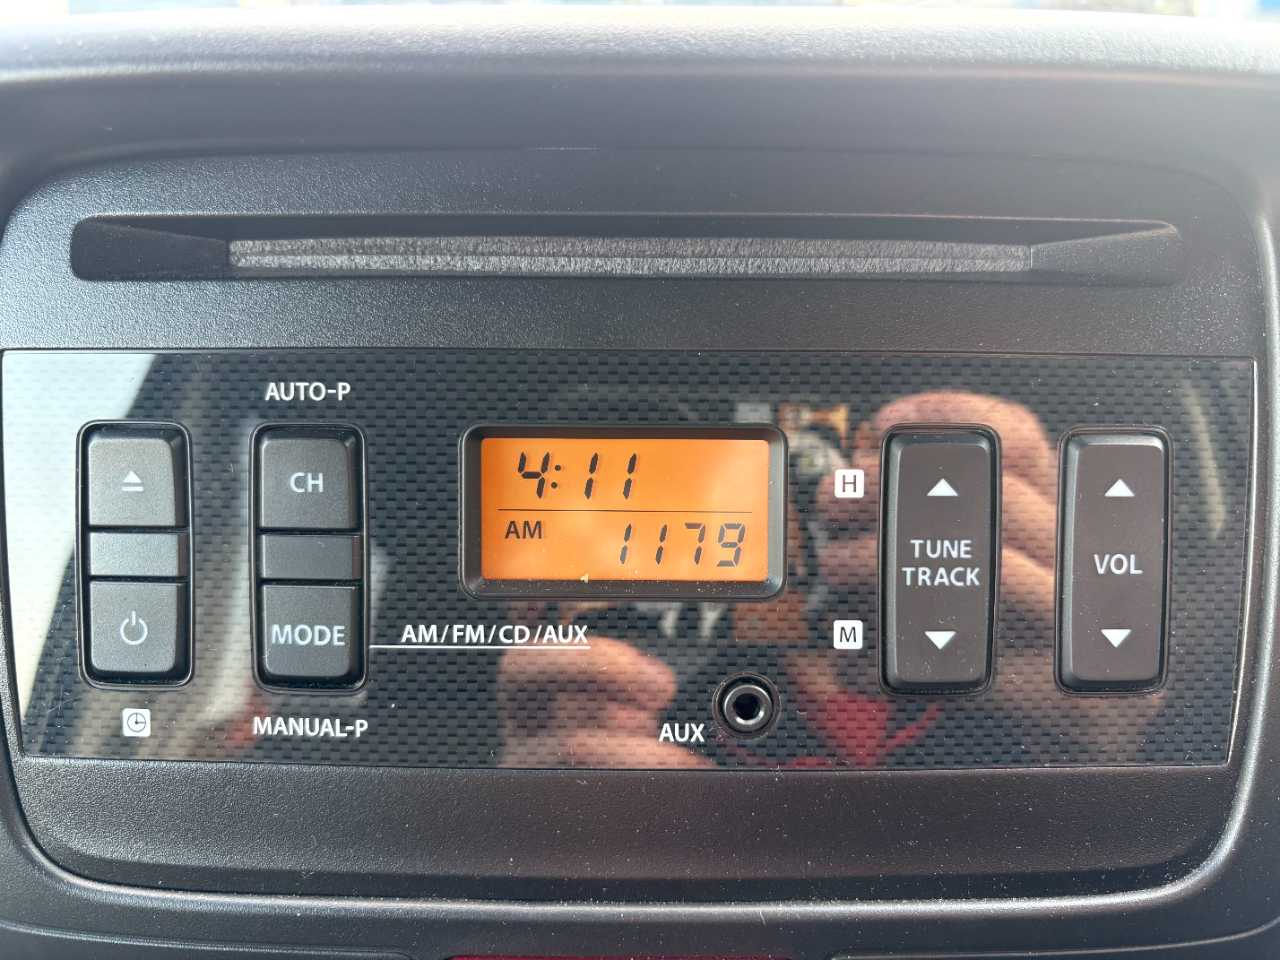 AUTO-P
CH
4:11
AM 1179
H
TUNE
TRACK
VOL
MODE
AM/FM/CD/AUX
M
MANUAL-P
AUX